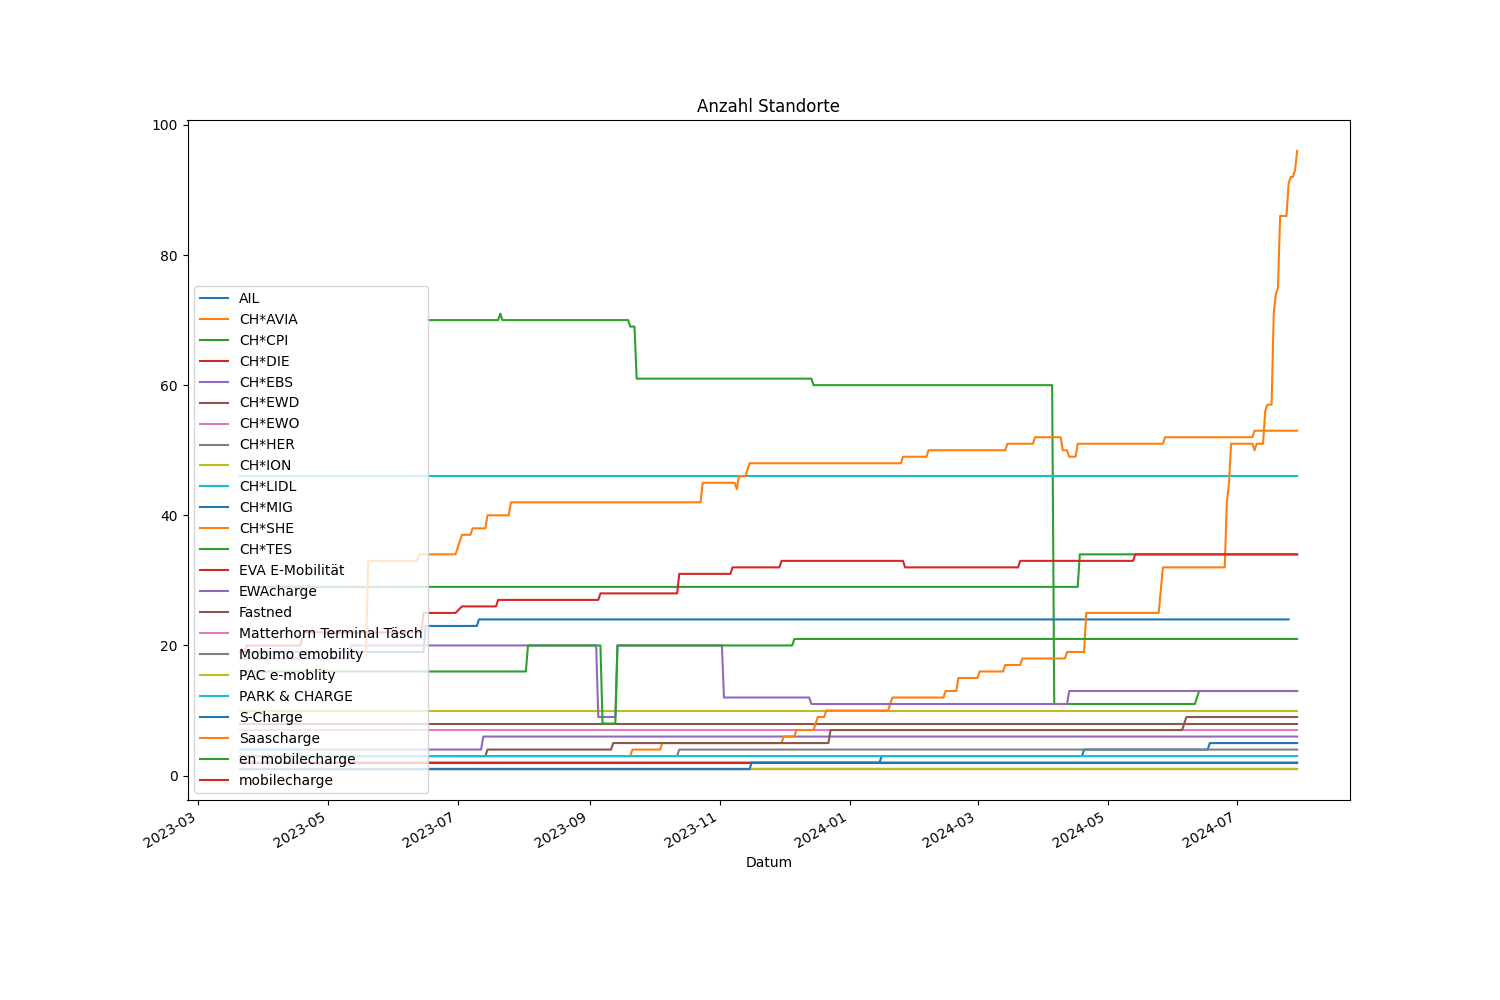 Anzahl Standorte
100
80
60
40
20
0
AIL
CH*AVIA
CH*CPI
CH*DIE
CH*EBS
CH*EWD
CH*EWO
CH*HER
CH*ION
CH*LIDL
CH*MIG
CH*SHE
CH*TES
EVA E-Mobilität
EWAcharge
Fastned
Matterhorn Terminal Täsch
Mobimo emobility
PAC e-moblity
PARK & CHARGE
S-Charge
Saascharge
en mobilecharge
mobilecharge
2023-03
2023-05
2023-07
2023-09
2023-11
2024-01
2024-03
2024-05
2024-07
Datum